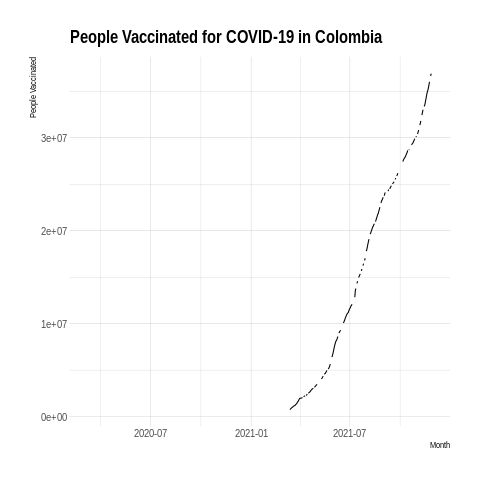 People Vaccinated for COVID-19 in Colombia
People Vaccinated
3e+07
2e+07
1e+07
0e+00
2020-07
2021-01
2021-07
Month